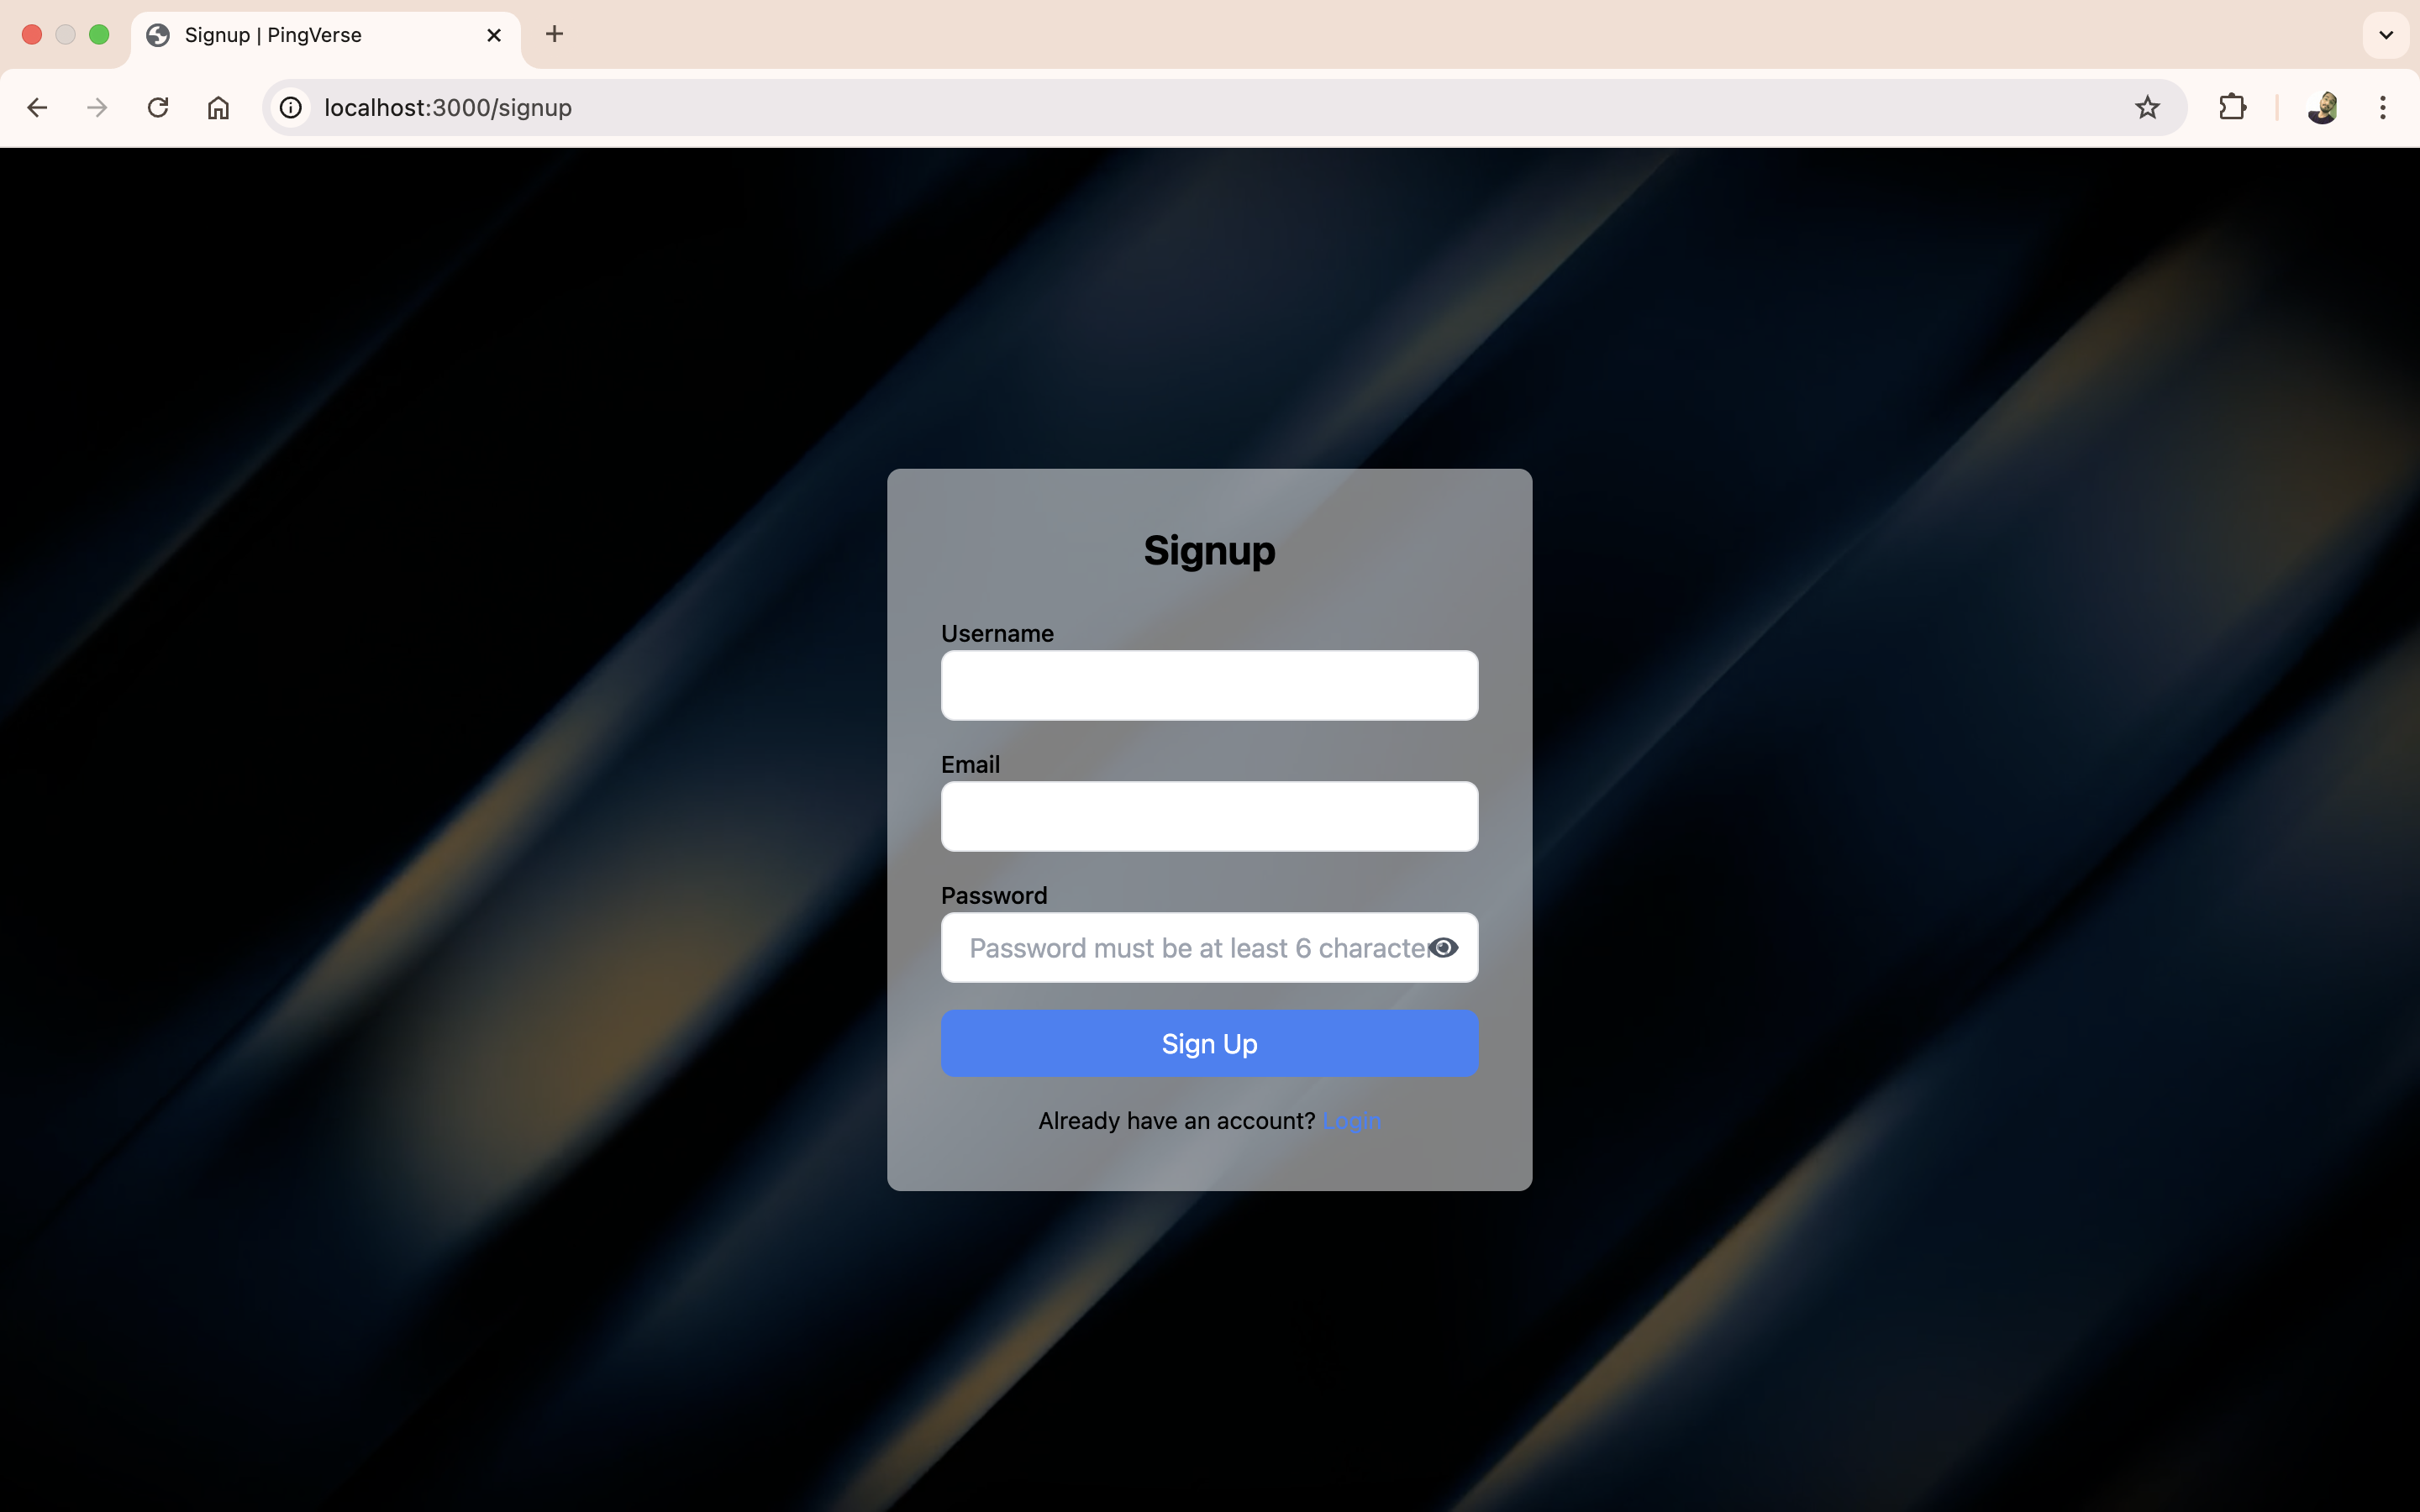 Signup | PingVerse
localhost:3000/signup
Signup
Username
Email
Password
Password must be at least 6 character
Sign Up
Already have an account? Login